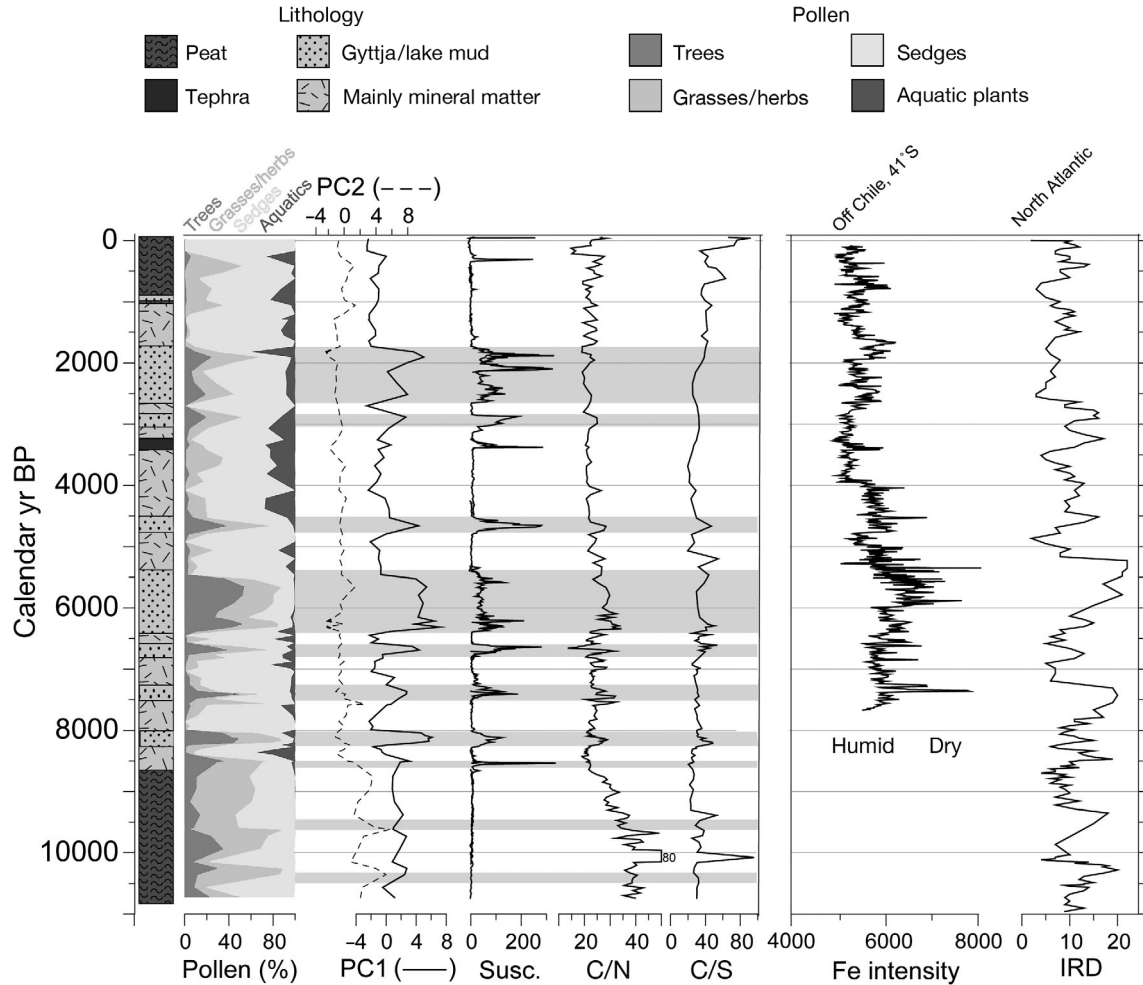 Lithology
Pollen
Peat
Gyttja/lake mud
Trees
Sedges
Tephra
Mainly mineral matter
Grasses/herbs
Aquatic plants
Trees
Grasses/herbs
Sedges
Aquatics
PC2 (– – –)
Off Chile, 41°S
North Atlantic
−4 0 4 8
0
2000
4000
6000
8000
10000
Calendar yr BP
80
Humid Dry
0 40 80
−4 0 4 8
0 200
20 40 60
0 40 80
4000 6000 8000
0 10 20
Pollen (%)
PC1 (——)
Susc.
C/N
C/S
Fe intensity
IRD